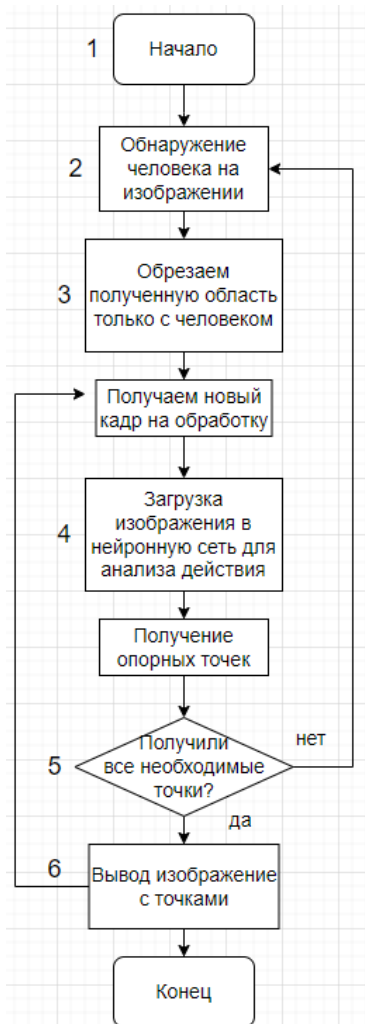 1
Начало
2
Обнаружение
человека на
изображении
3
Обрезаем
полученную область
только с человеком
Получаем новый
кадр на обработку
4
Загрузка
изображения в
нейронную сеть для
анализа действия
Получение
опорных точек
5
Получили
все необходимые
точки?
нет
да
6
Вывод изображение
с точками
Конец